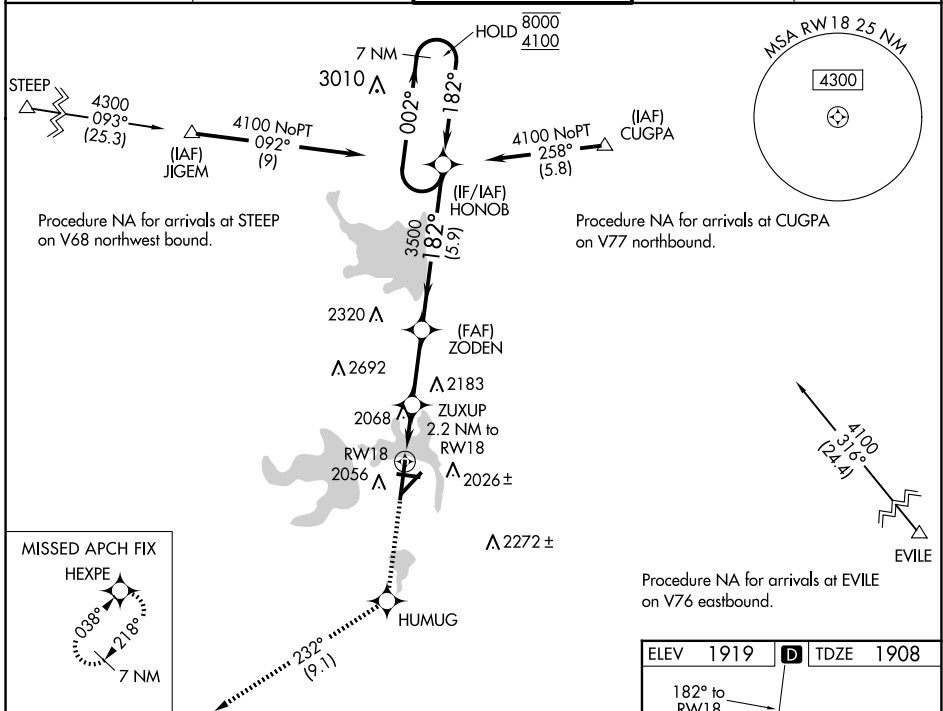 HOLD
8000
4100
7 NM
3010
002°
182°
MSA RW18 25 NM
4300
STEEP
4300
093°
(25.3)
(IAF)
JIGEM
4100 NoPT
092°
(9)
4100 NoPT
258°
(5.8)
(IAF)
CUGPA
(IF/IAF)
HONOB
Procedure NA for arrivals at STEEP
on V68 northwest bound.
Procedure NA for arrivals at CUGPA
on V77 northbound.
3500
182°
(5.9)
2320
(FAF)
ZODEN
2692
2183
2068
ZUXUP
2.2 NM to
RW18
RW18
2056
2026 ±
2272 ±
4100
316°
(24.4)
EVILE
Procedure NA for arrivals at EVILE
on V76 eastbound.
MISSED APCH FIX
HEXPE
038°
218°
7 NM
HUMUG
232°
(9.1)
ELEV 1919 D TDZE 1908
182° to
RW18